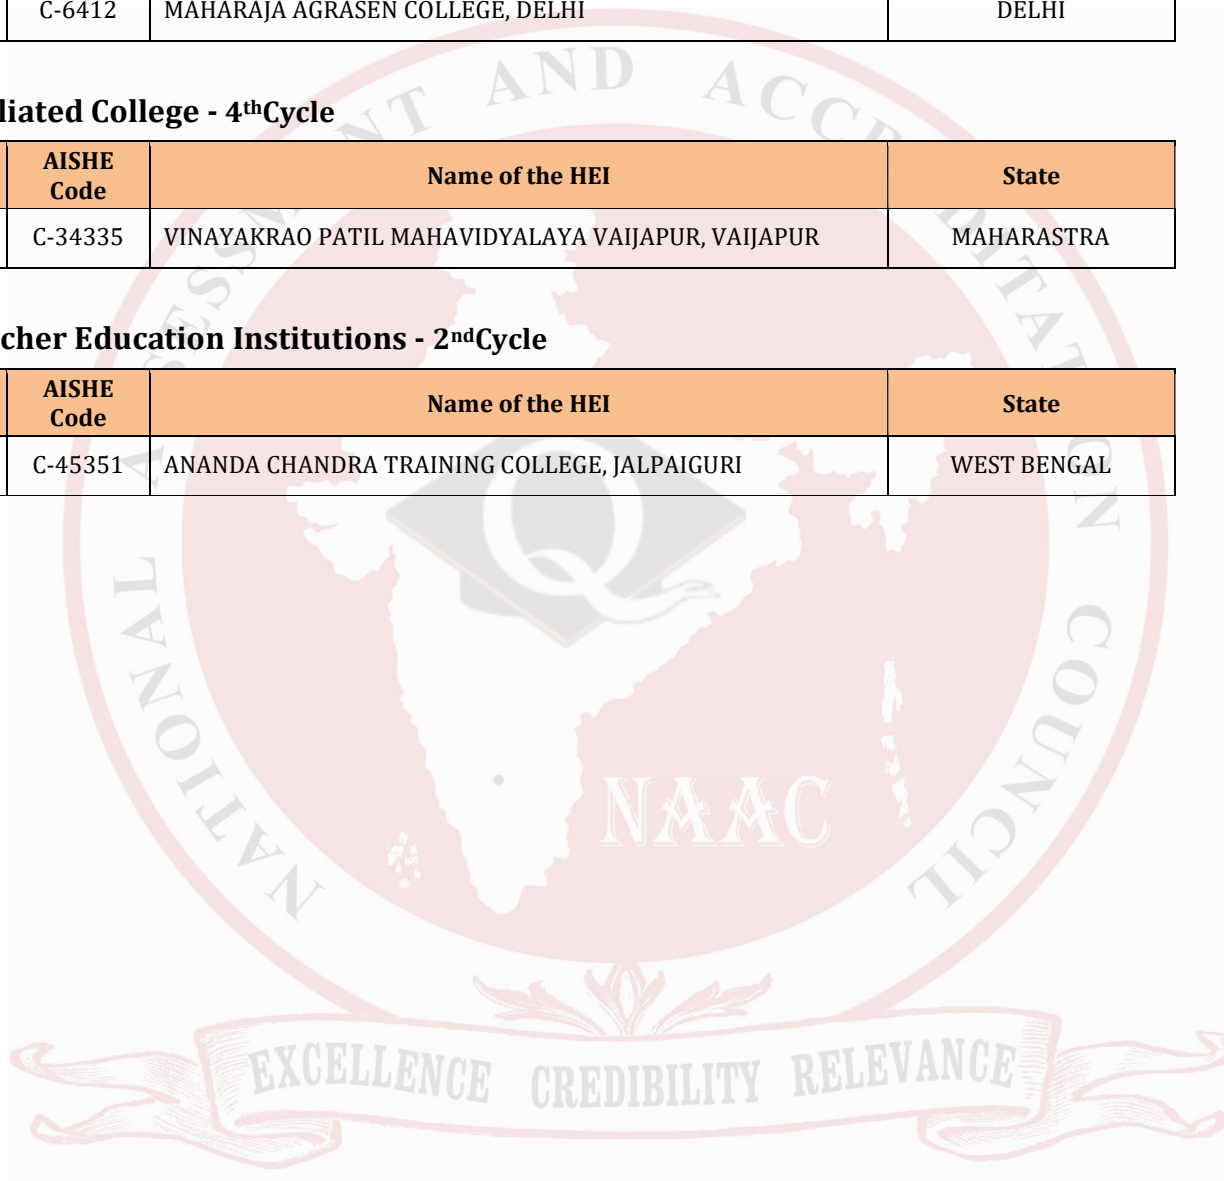 C-6412 MAHARAJA AGRASEN COLLEGE, DELHI DELHI
liated College - 4thCycle
AISHE Code Name of the HEI State
C-34335 VINAYAKRAO PATIL MAHAVIDYALAYA VAIJAPUR, VAIJAPUR MAHARASTRA
cher Education Institutions - 2ndCycle
AISHE Code Name of the HEI State
C-45351 ANANDA CHANDRA TRAINING COLLEGE, JALPAIGURI WEST BENGAL
NATIONAL ASSESSMENT AND ACCREDITATION COUNCIL
NAAC
EXCELLENCE CREDIBILITY RELEVANCE